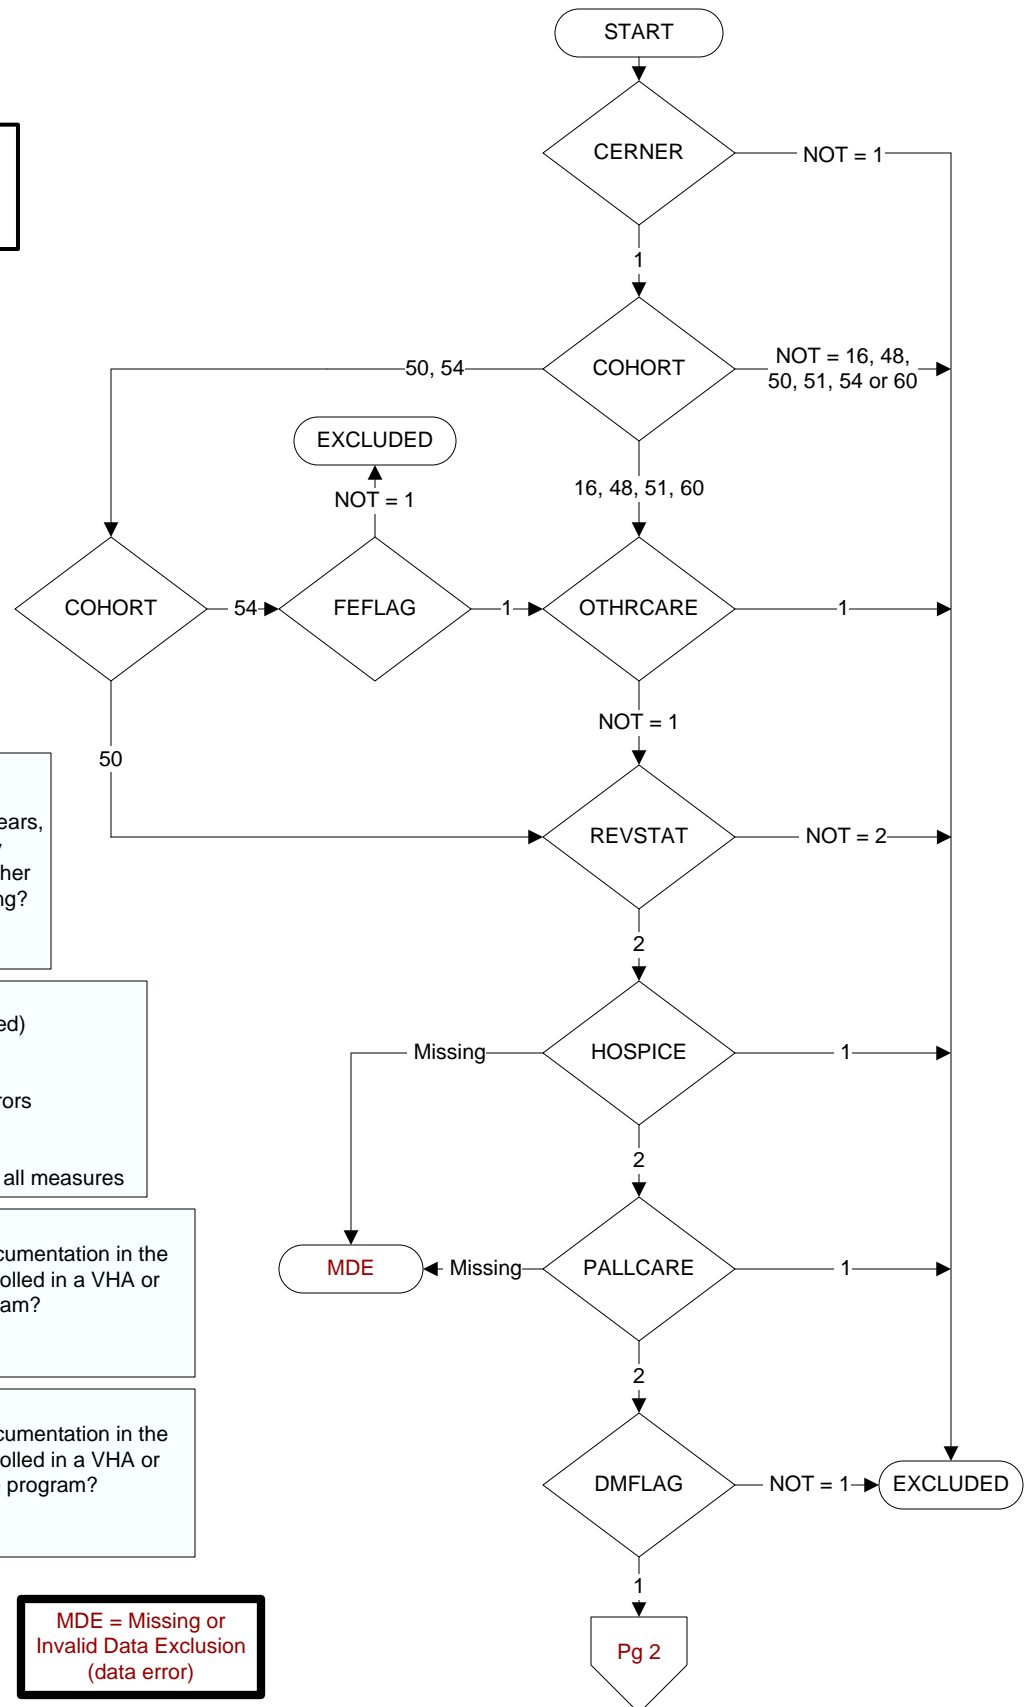 START
CERNER
NOT = 1
1
COHORT
50, 54
NOT = 16, 48,
50, 51, 54 or 60
EXCLUDED
NOT = 1
16, 48, 51, 60
COHORT
54
FEFLAG
1
OTHRCARE
1
NOT = 1
50
REVSTAT
NOT = 2
2
HOSPICE
Missing
1
2
PALLCARE
Missing
MDE
1
2
DMFLAG
NOT = 1
EXCLUDED
1
Pg 2
ears,
her
ng?
ed)
rors
all measures
cumentation in the
olled in a VHA or
am?
cumentation in the
olled in a VHA or
program?
MDE = Missing or
Invalid Data Exclusion
(data error)